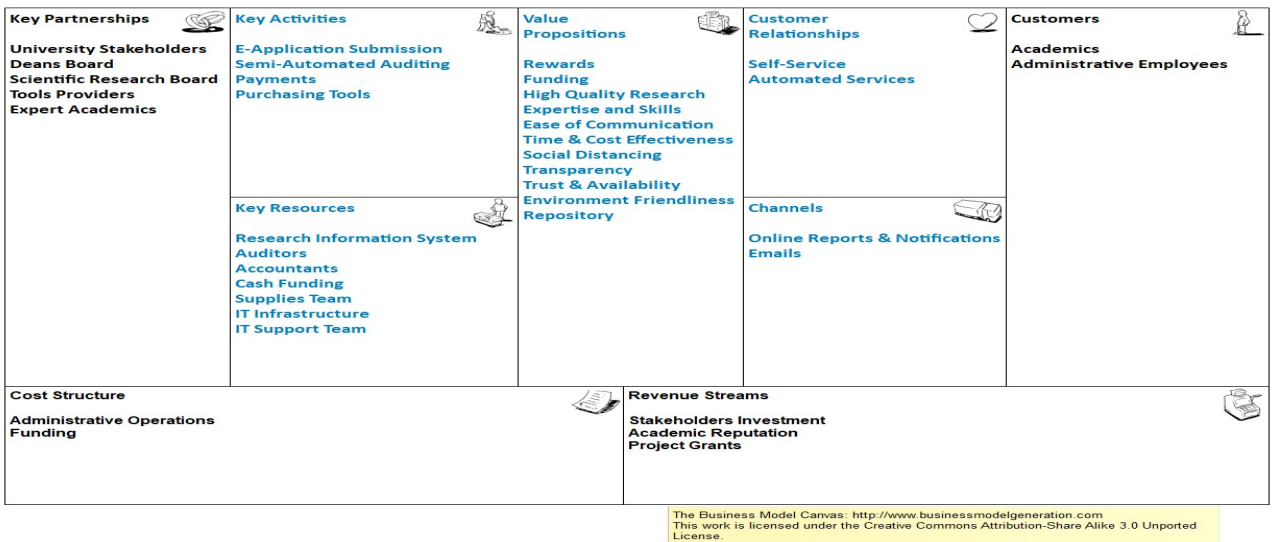 Key Partnerships
University Stakeholders
Deans Board
Scientific Research Board
Tools Providers
Expert Academics
Key Activities
E-Application Submission
Semi-Automated Auditing
Payments
Purchasing Tools
Key Resources
Research Information System
Auditors
Accountants
Cash Funding
Supplies Team
IT Infrastructure
IT Support Team
Value
Propositions
Rewards
Funding
High Quality Research
Expertise and Skills
Ease of Communication
Time & Cost Effectiveness
Social Distancing
Transparency
Trust & Availability
Environment Friendliness
Repository
Customer
Relationships
Self-Service
Automated Services
Channels
Online Reports & Notifications
Emails
Customers
Academics
Administrative Employees
Cost Structure
Administrative Operations
Funding
Revenue Streams
Stakeholders Investment
Academic Reputation
Project Grants
The Business Model Canvas: http://www.businessmodelgeneration.com
This work is licensed under the Creative Commons Attribution-Share Alike 3.0 Unported
License.